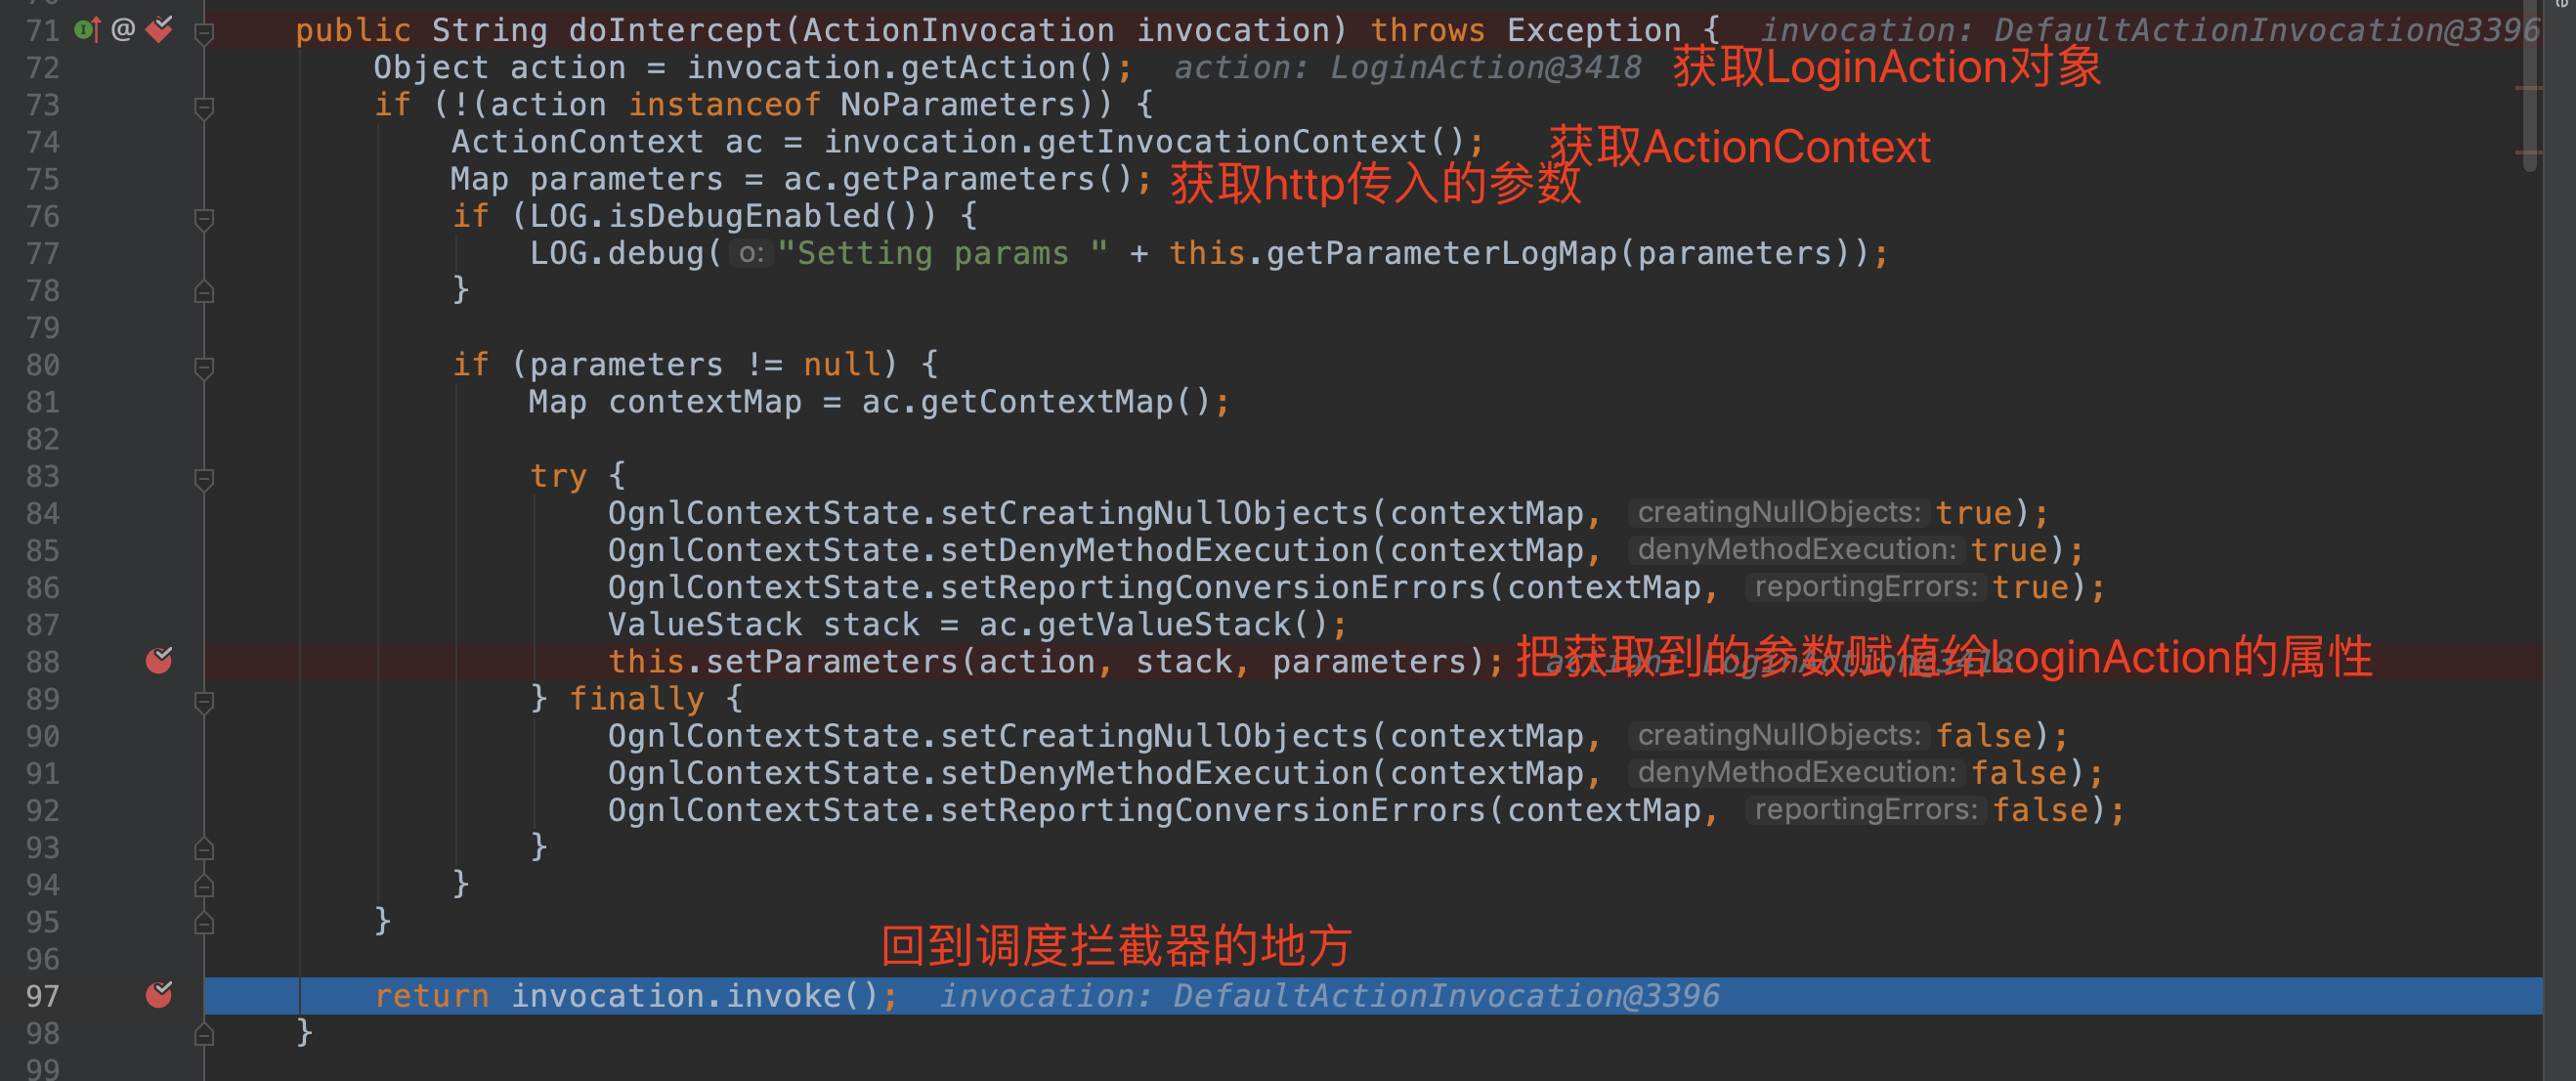 71 @ public String doIntercept(ActionInvocation invocation) throws Exception { invocation: DefaultActionInvocation@3396
72 Object action = invocation.getAction(); action: LoginAction@3418 获取LoginAction对象
73 if (!(action instanceof NoParameters)) {
74 ActionContext ac = invocation.getInvocationContext(); 获取ActionContext
75 Map parameters = ac.getParameters(); 获取http传入的参数
76 if (LOG.isDebugEnabled()) {
77 LOG.debug( o: "Setting params " + this.getParameterLogMap(parameters));
78 }
79
80 if (parameters != null) {
81 Map contextMap = ac.getContextMap();
82
83 try {
84 OgnlContextState.setCreatingNullObjects(contextMap, creatingNullObjects: true);
85 OgnlContextState.setDenyMethodExecution(contextMap, denyMethodExecution: true);
86 OgnlContextState.setReportingConversionErrors(contextMap, reportingErrors: true);
87 ValueStack stack = ac.getValueStack();
88 this.setParameters(action, stack, parameters); action: LoginAction@3418 把获取到的参数赋值给LoginAction的属性
89 } finally {
90 OgnlContextState.setCreatingNullObjects(contextMap, creatingNullObjects: false);
91 OgnlContextState.setDenyMethodExecution(contextMap, denyMethodExecution: false);
92 OgnlContextState.setReportingConversionErrors(contextMap, reportingErrors: false);
93 }
94 }
95 }
回到调度拦截器的地方
96
97 return invocation.invoke(); invocation: DefaultActionInvocation@3396
98 }
99